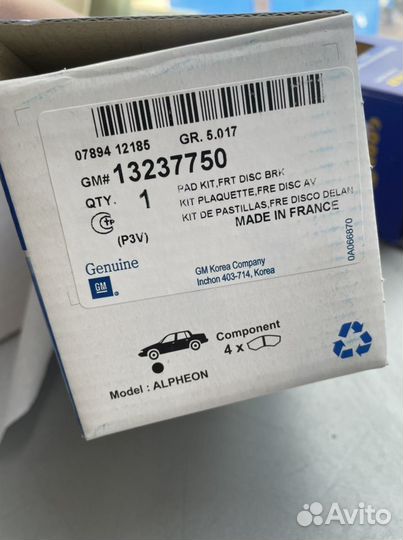 07894 12185 GR. 5.017
GM# 13237750
QTY. 1 PAD KIT,FRT DISC BRK
KIT PLAQUETTE,FRE DISC AV
KIT DE PASTILLAS,FRE DISCO DELAN
(P3V) MADE IN FRANCE
0A066870
Genuine
GM
GM Korea Company
Inchon 403-714, Korea
Component
4 x
Model : ALPHEON
Avito